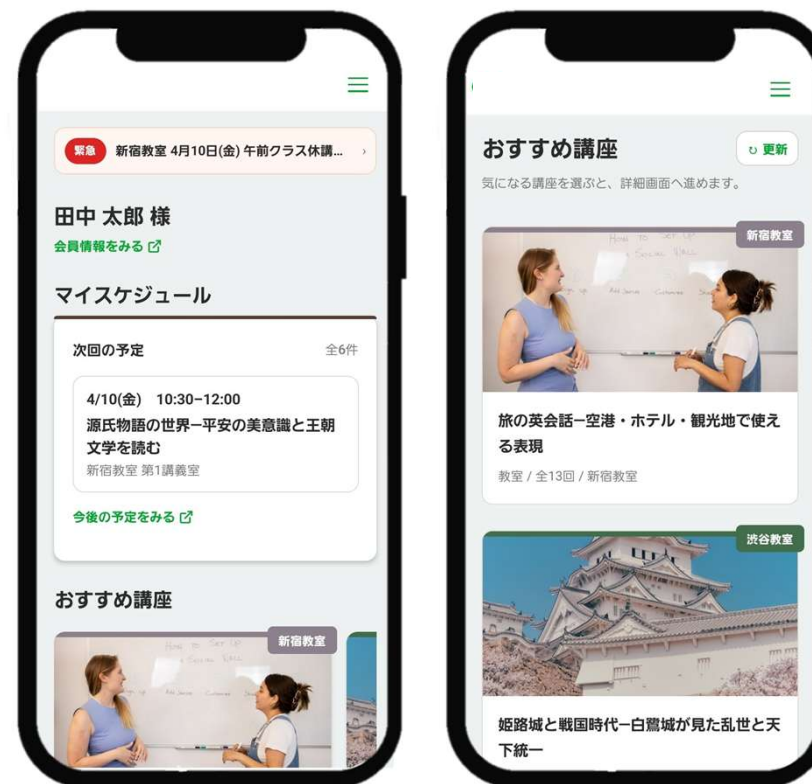 緊急 新宿教室 4月10日(金) 午前クラス休講... ›
田中 太郎 様
会員情報をみる
マイスケジュール
次回の予定 全6件
4/10(金) 10:30−12:00
源氏物語の世界−平安の美意識と王朝
文学を読む
新宿教室 第1講義室
今後の予定をみる
おすすめ講座
新宿教室
おすすめ講座
↻ 更新
気になる講座を選ぶと、詳細画面へ進めます。
新宿教室
HOW TO SET UP
A SOCIAL
旅の英会話−空港・ホテル・観光地で使え
る表現
教室 / 全13回 / 新宿教室
渋谷教室
姫路城と戦国時代−白鷺城が見た乱世と天
下統一